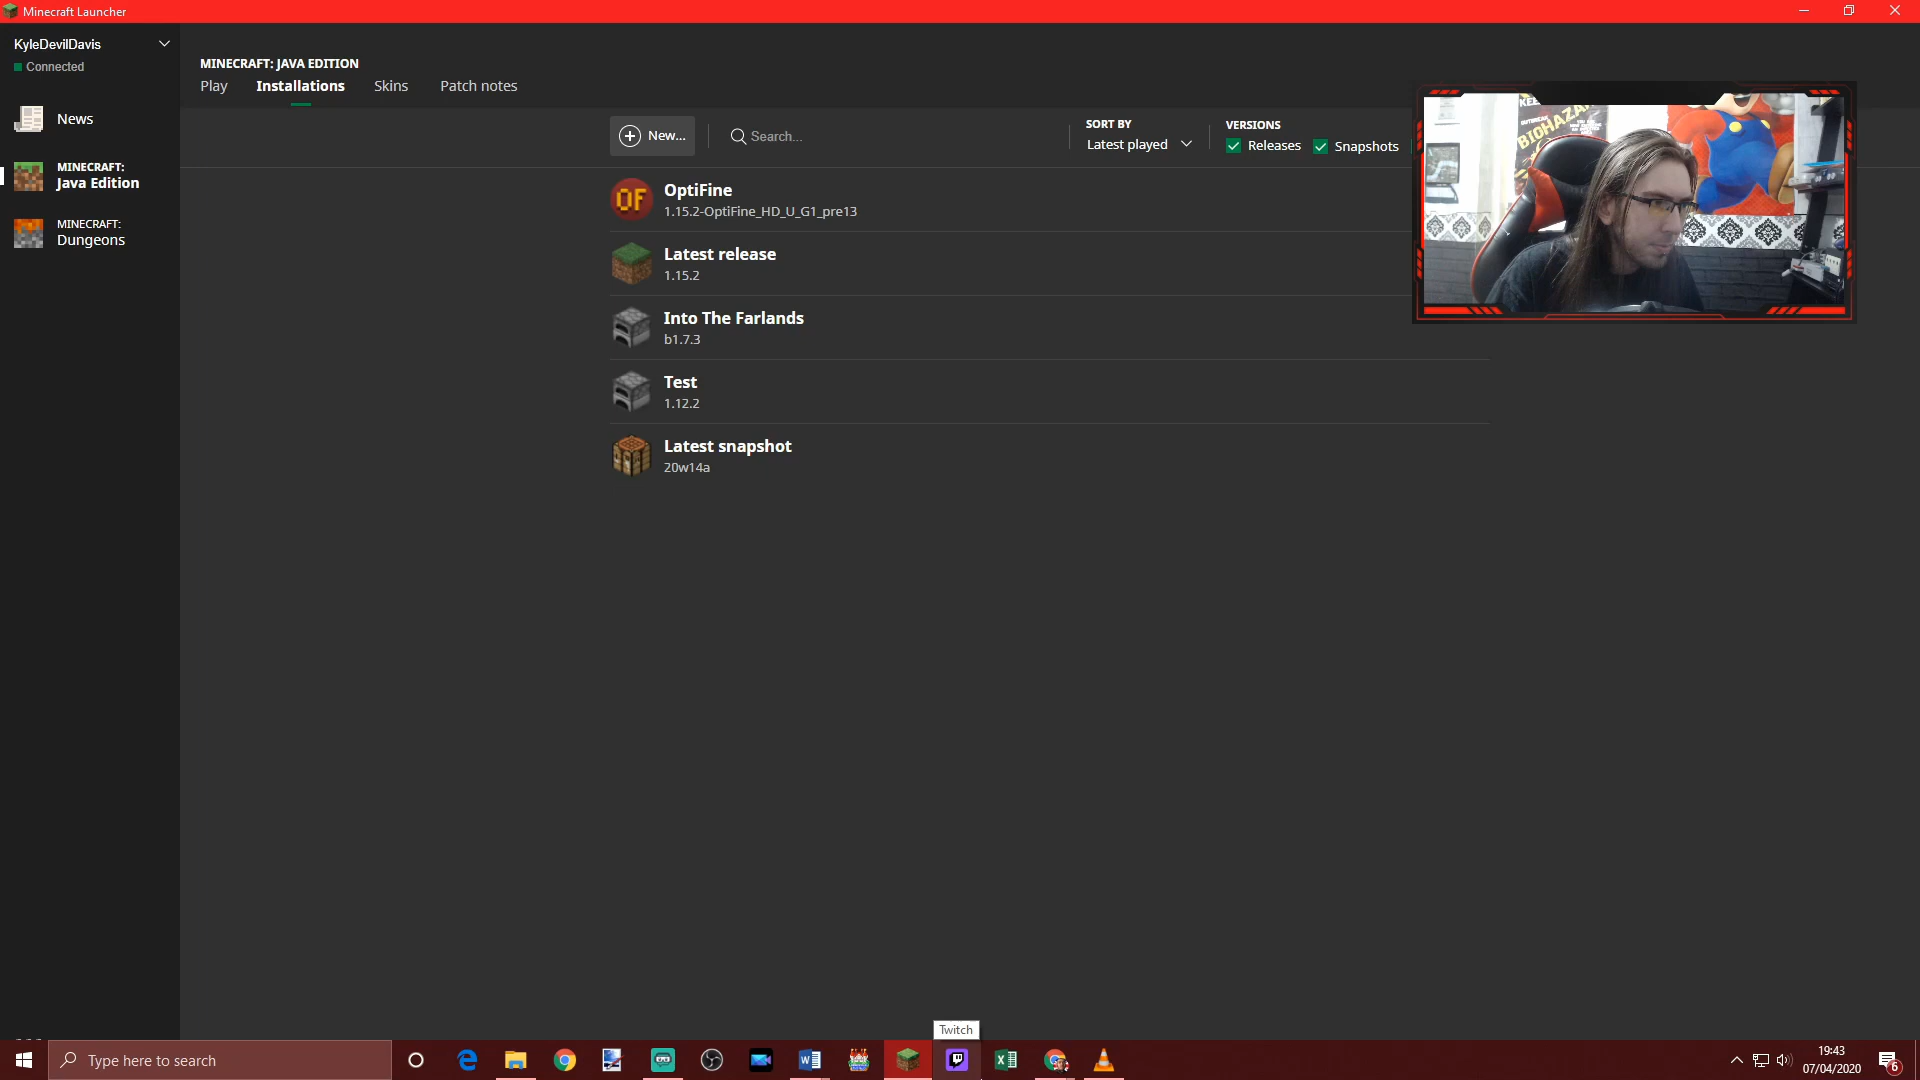 Minecraft Launcher
KyleDevilDavis
Connected
News
MINECRAFT:
Java Edition
MINECRAFT:
Dungeons
MINECRAFT: JAVA EDITION
Play Installations Skins Patch notes
New...
Search...
SORT BY
Latest played
VERSIONS
Releases Snapshots
OF
OptiFine
1.15.2-OptiFine_HD_U_G1_pre13
Latest release
1.15.2
Into The Farlands
b1.7.3
Test
1.12.2
Latest snapshot
20w14a
OUTBREAK
BIOHAZA
Twitch
Type here to search
19:43
07/04/2020
6